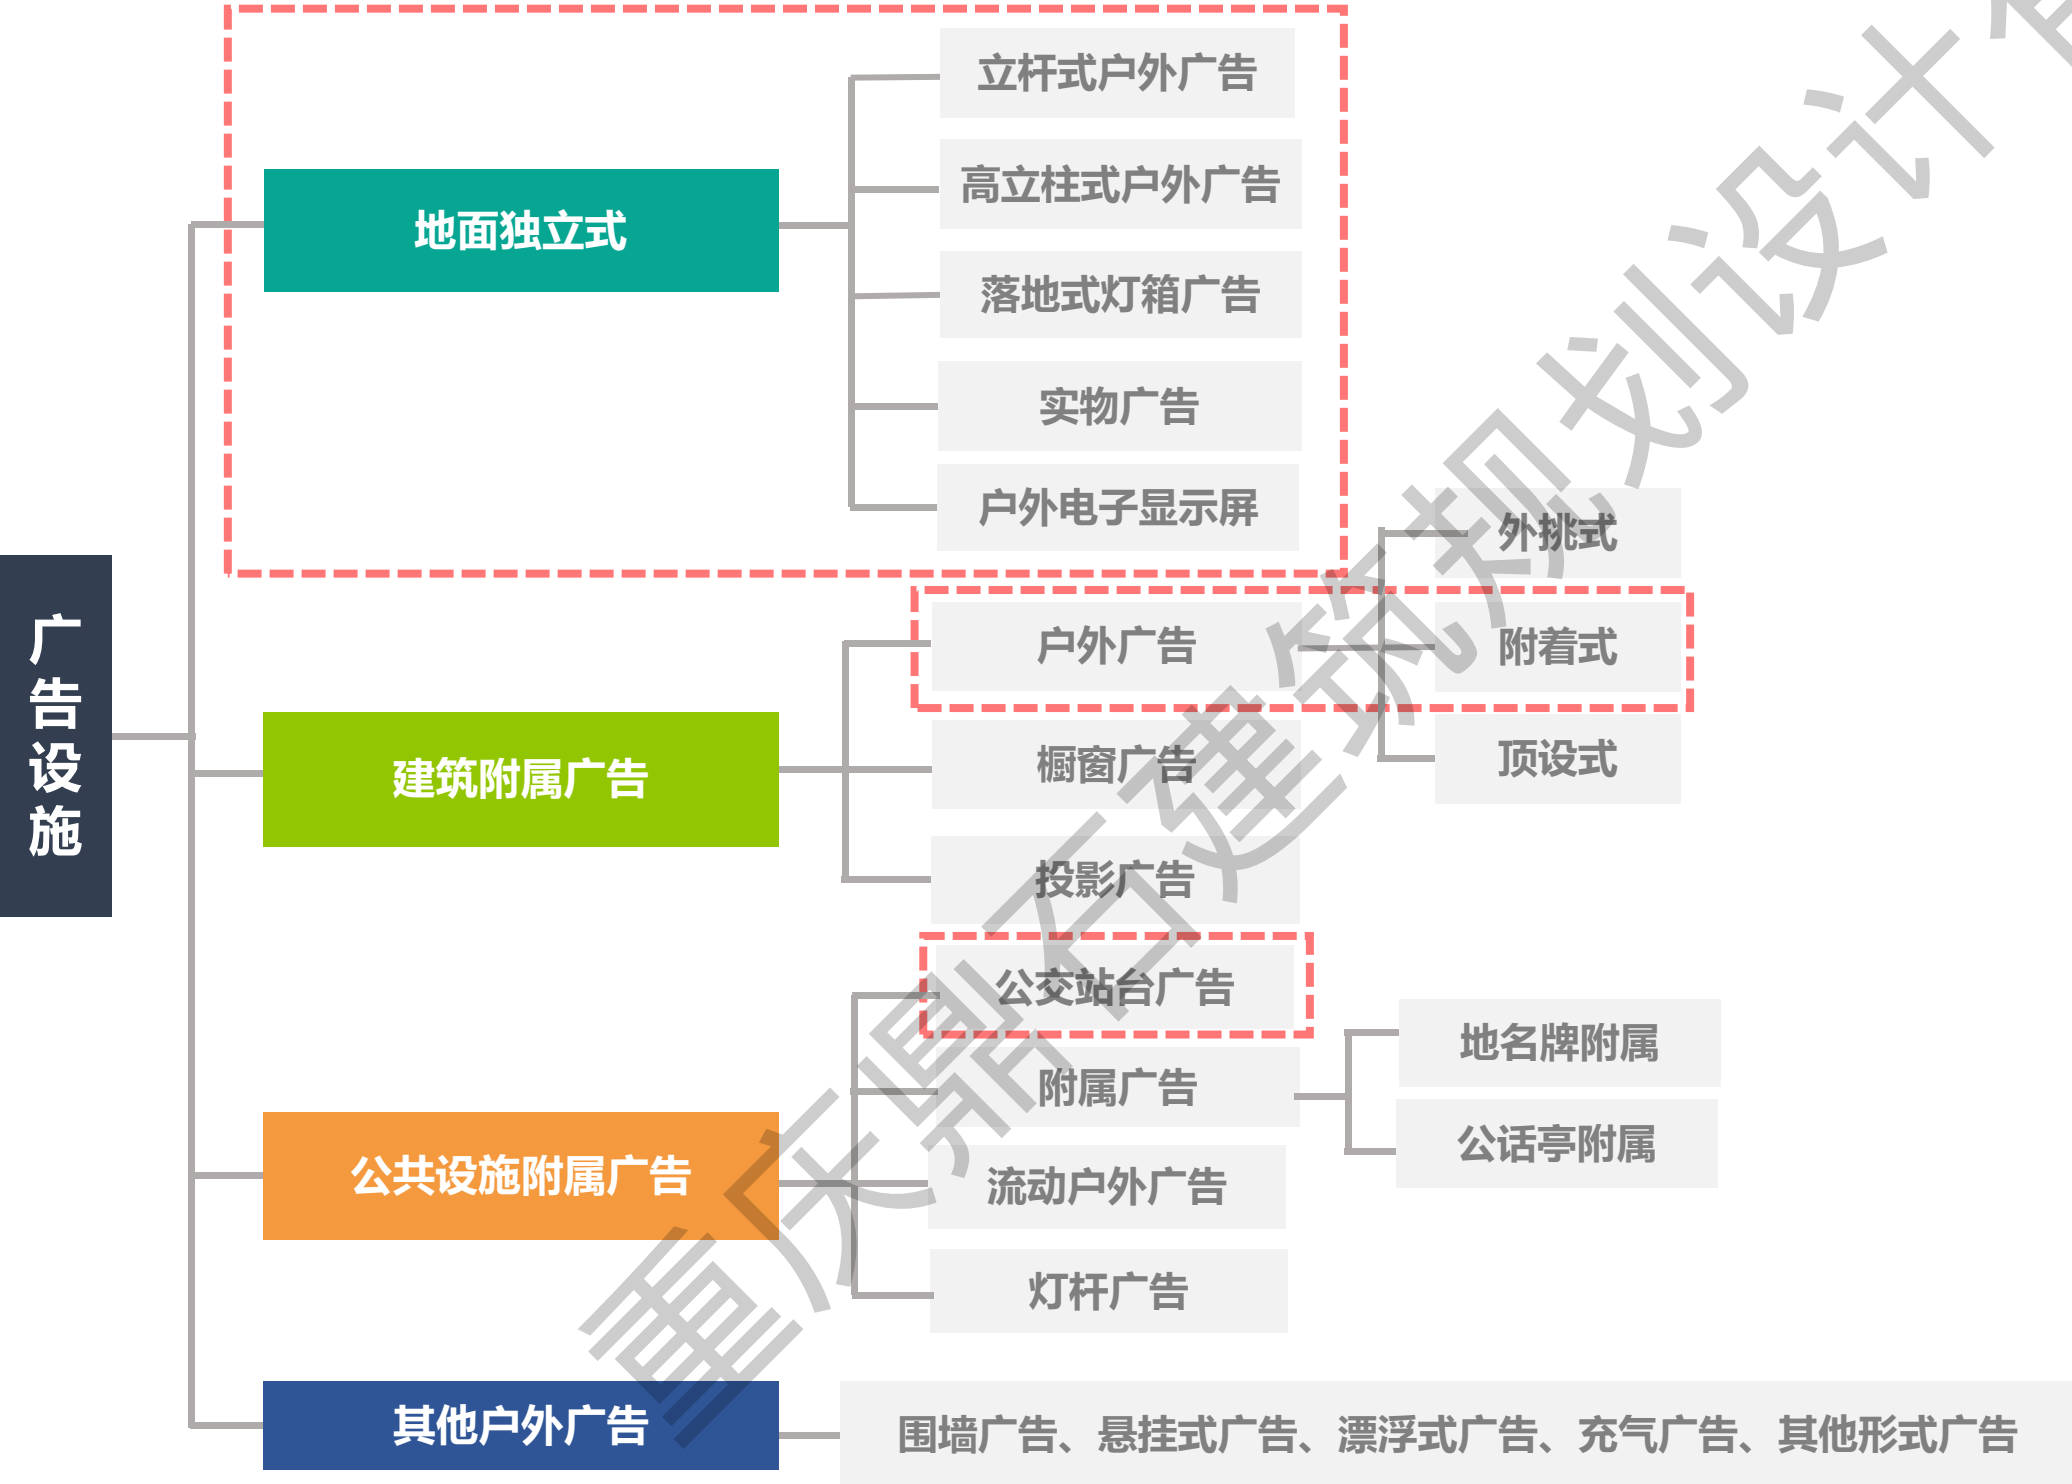 广告设施
地面独立式
立杆式户外广告
高立柱式户外广告
落地式灯箱广告
实物广告
户外电子显示屏
建筑附属广告
户外广告
外挑式
附着式
顶设式
橱窗广告
投影广告
公共设施附属广告
公交站台广告
附属广告
地名牌附属
公话亭附属
流动户外广告
灯杆广告
其他户外广告
围墙广告、悬挂式广告、漂浮式广告、充气广告、其他形式广告
重庆鼎石建筑规划设计